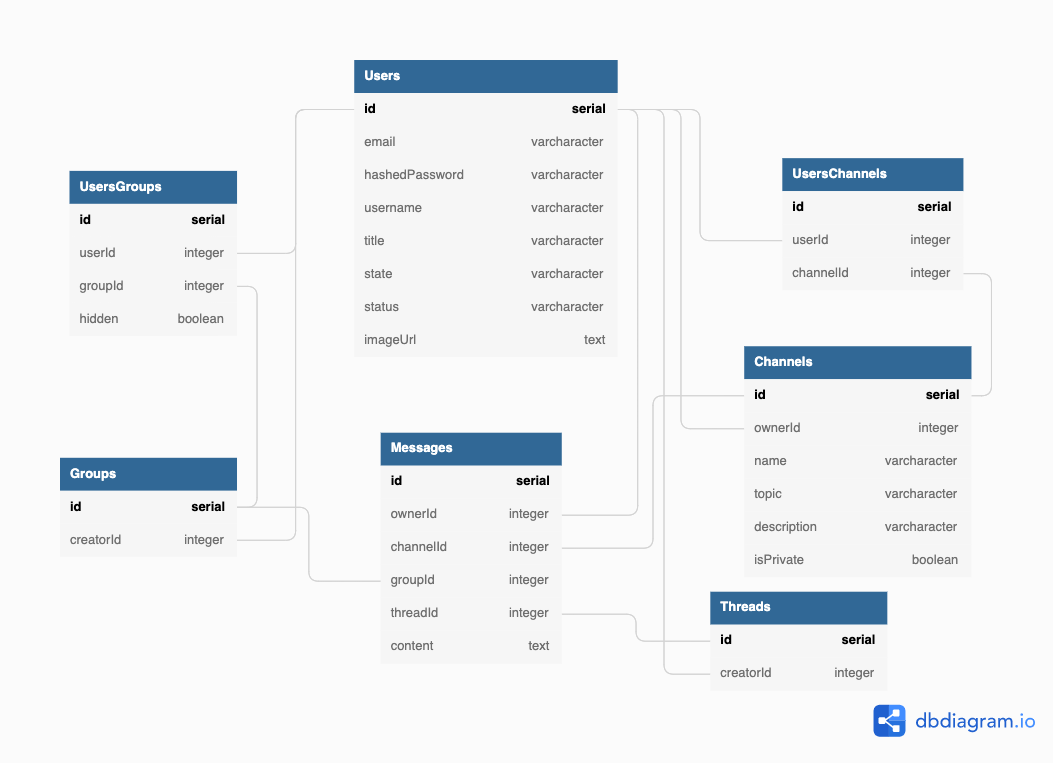 Users
id serial
email varcharacter
hashedPassword varcharacter
username varcharacter
title varcharacter
state varcharacter
status varcharacter
imageUrl text
UsersGroups
id serial
userId integer
groupId integer
hidden boolean
UsersChannels
id serial
userId integer
channelId integer
Channels
id serial
ownerId integer
name varcharacter
topic varcharacter
description varcharacter
isPrivate boolean
Messages
id serial
ownerId integer
channelId integer
groupId integer
threadId integer
content text
Groups
id serial
creatorId integer
Threads
id serial
creatorId integer
dbdiagram.io